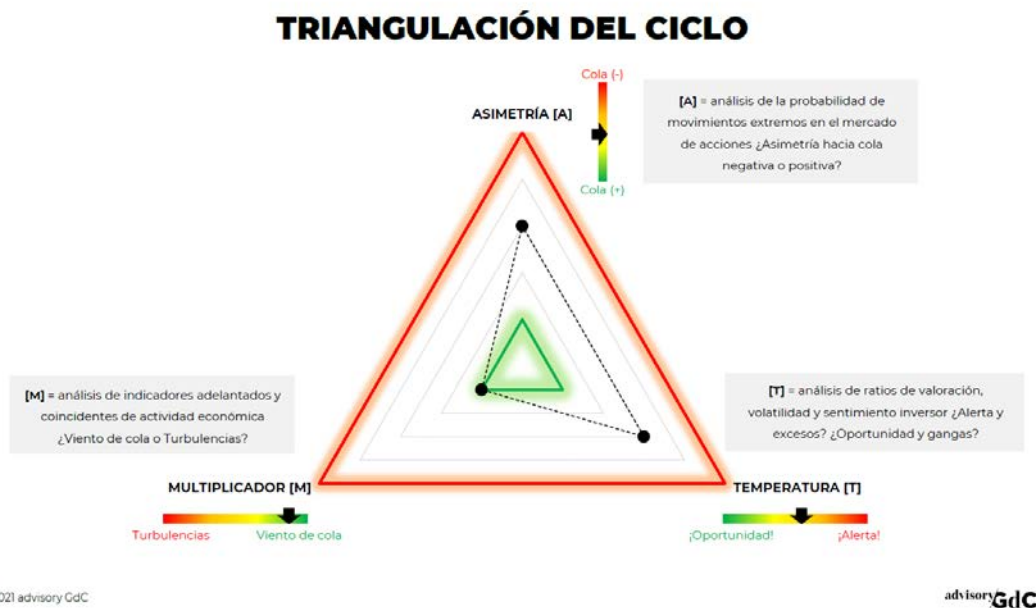 TRIANGULACIÓN DEL CICLO
Cola (-)
ASIMETRÍA [A]
Cola (+)
[A] = análisis de la probabilidad de
movimientos extremos en el mercado
de acciones ¿Asimetría hacia cola
negativa o positiva?
[M] = análisis de indicadores adelantados y
coincidentes de actividad económica
¿Viento de cola o Turbulencias?
[T] = análisis de ratios de valoración,
volatilidad y sentimiento inversor ¿Alerta y
excesos? ¿Oportunidad y gangas?
MULTIPLICADOR [M]
Turbulencias
Viento de cola
TEMPERATURA [T]
¡Oportunidad!
¡Alerta!
021 advisory GdC
advisory GdC